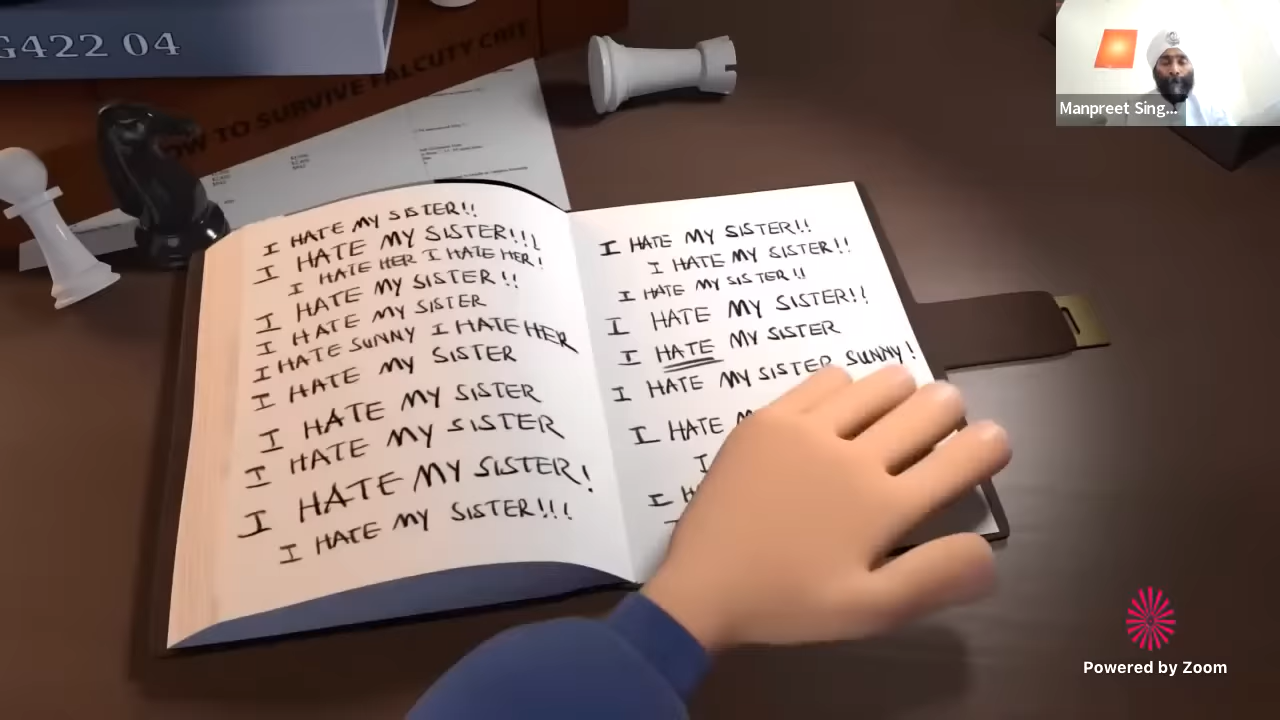 G422 04
OW TO SURVIVE FALCUTY CRIT
Manpreet Sing...
I HATE MY SISTER!!
I HATE MY SISTER!!!
I HATE HER I HATE HER!
I HATE MY SISTER!!
I HATE MY SISTER
I HATE SUNNY I HATE HER
I HATE MY SISTER
I HATE MY SISTER
I HATE MY SISTER
I HATE MY SISTER!
I HATE MY SISTER!!!
I HATE MY SISTER!!
I HATE MY SISTER!!
I HATE MY SISTER!!
I HATE MY SISTER!!
I HATE MY SISTER
I HATE MY SISTER SUNNY!
I HATE
I
I
Powered by Zoom